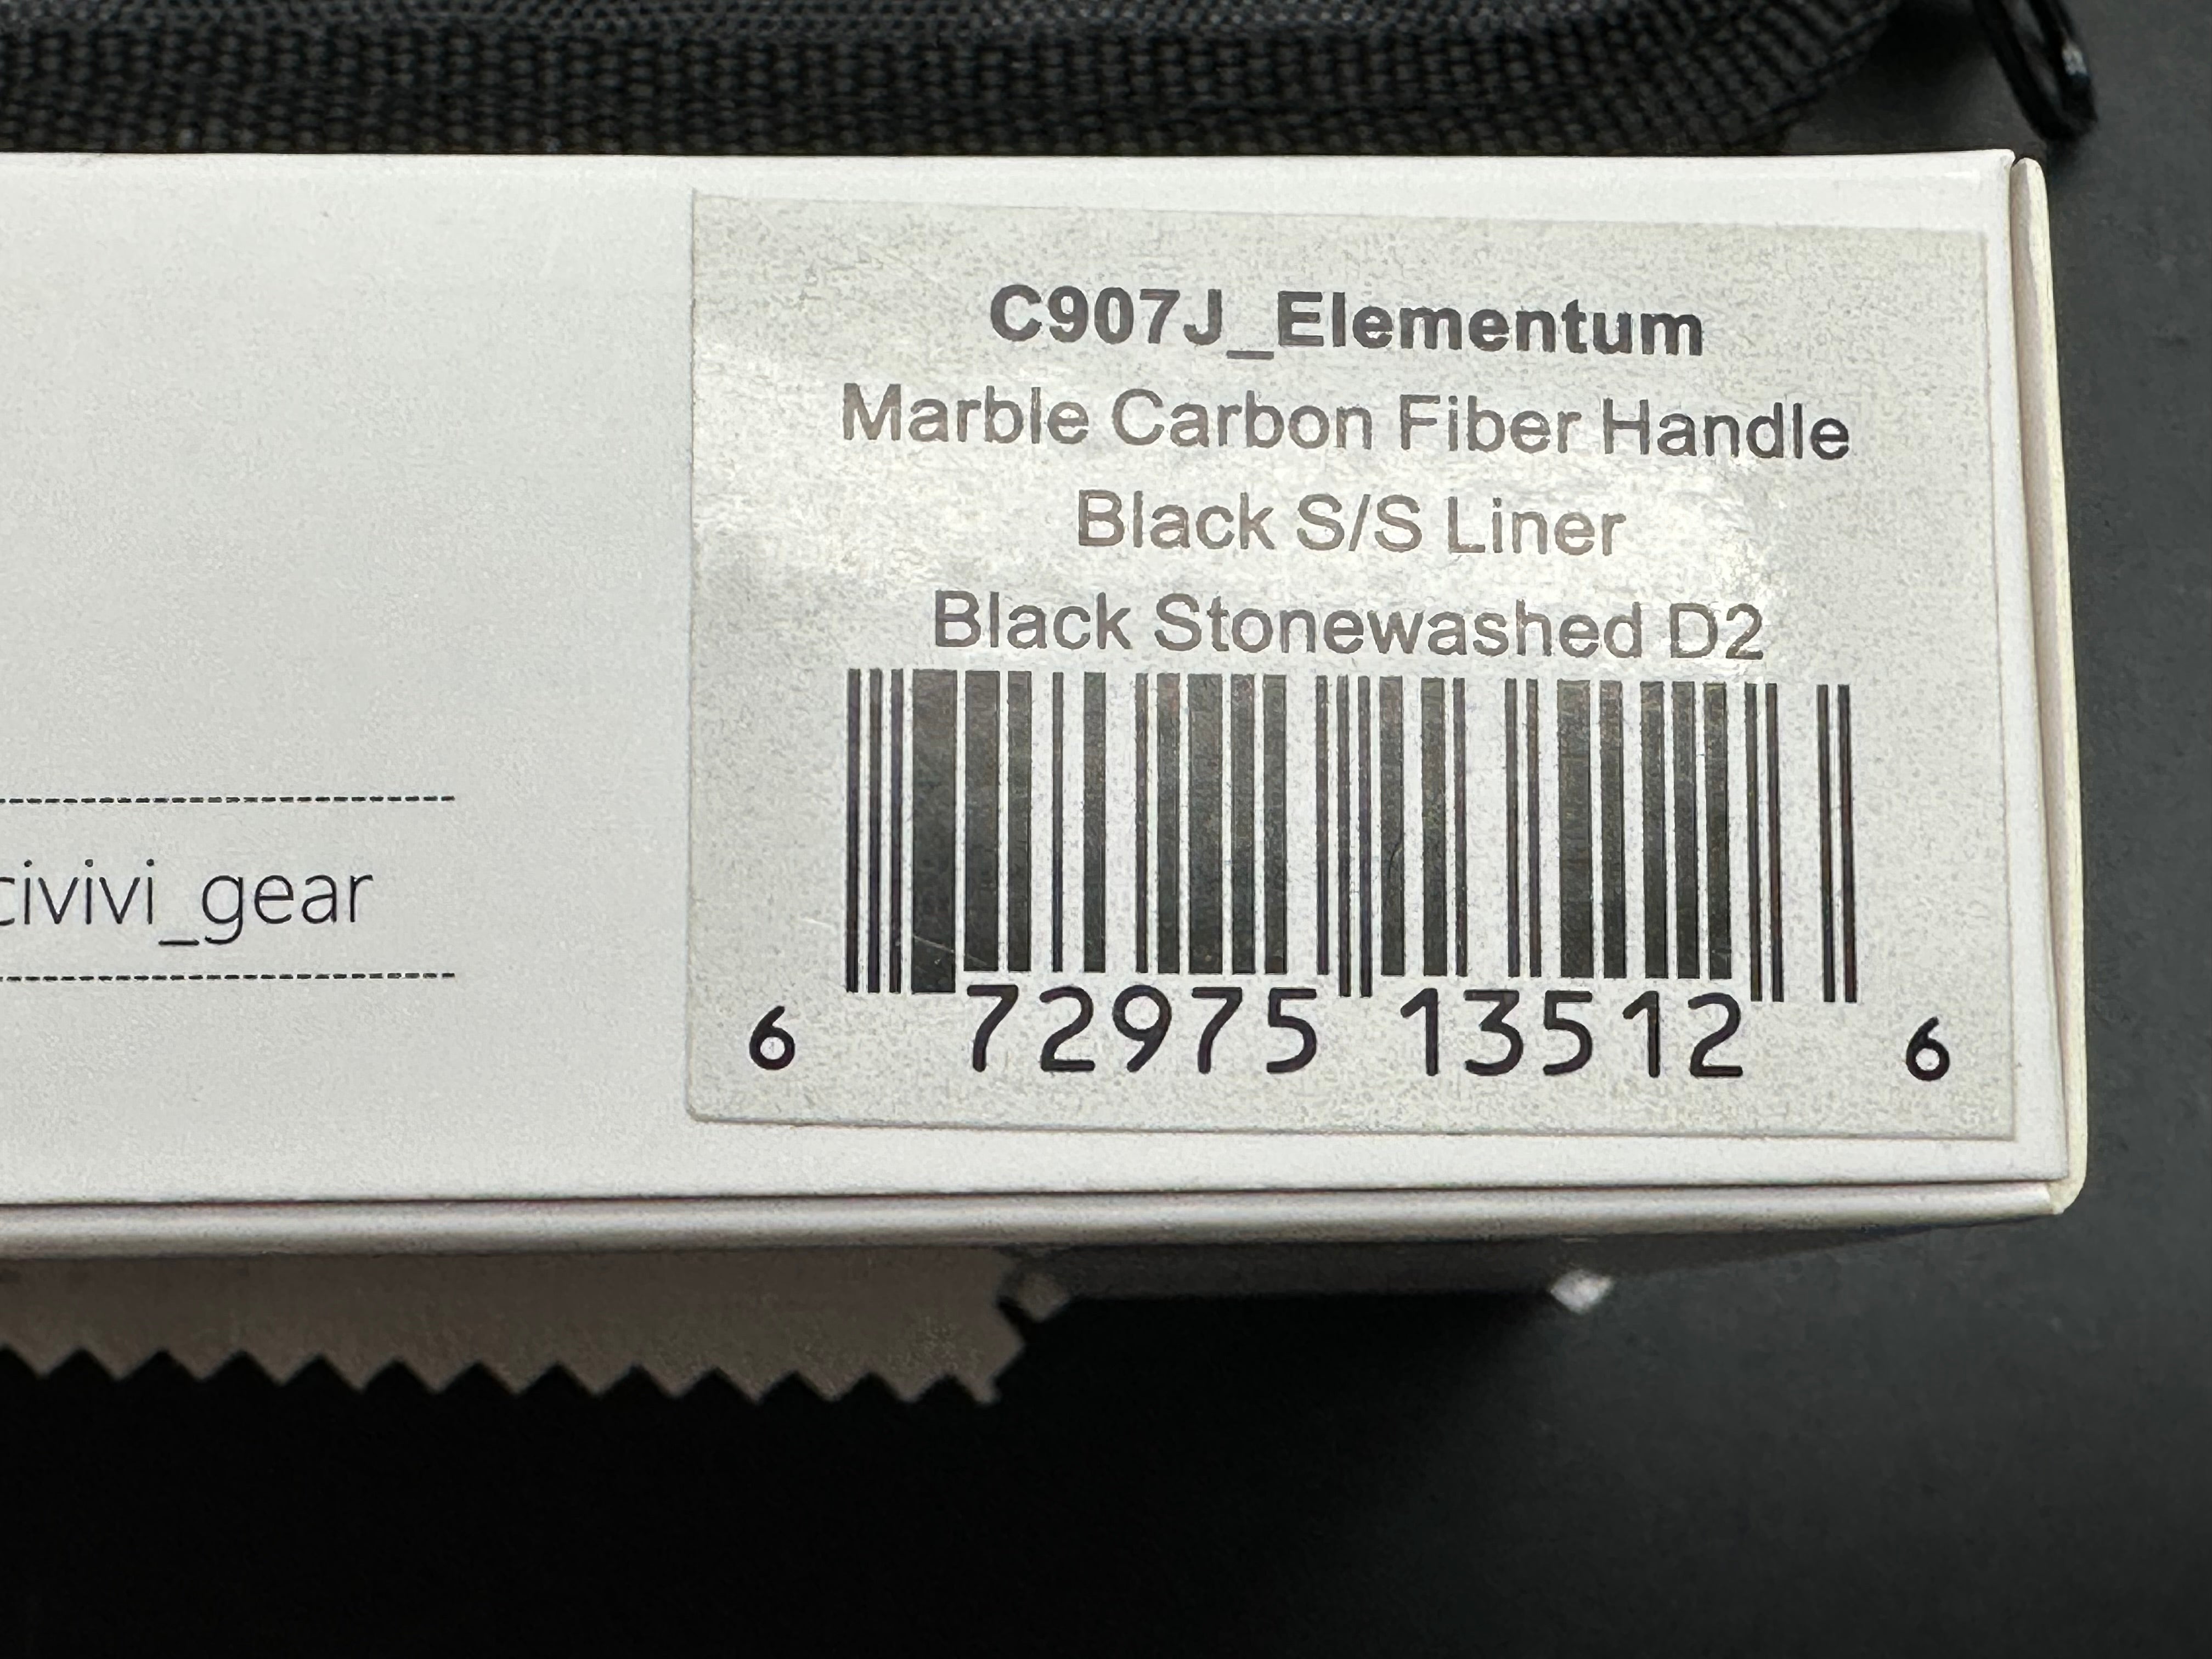 C907J_Elementum
Marble Carbon Fiber Handle
Black S/S Liner
Black Stonewashed D2
6 72975 13512 6
civivi_gear